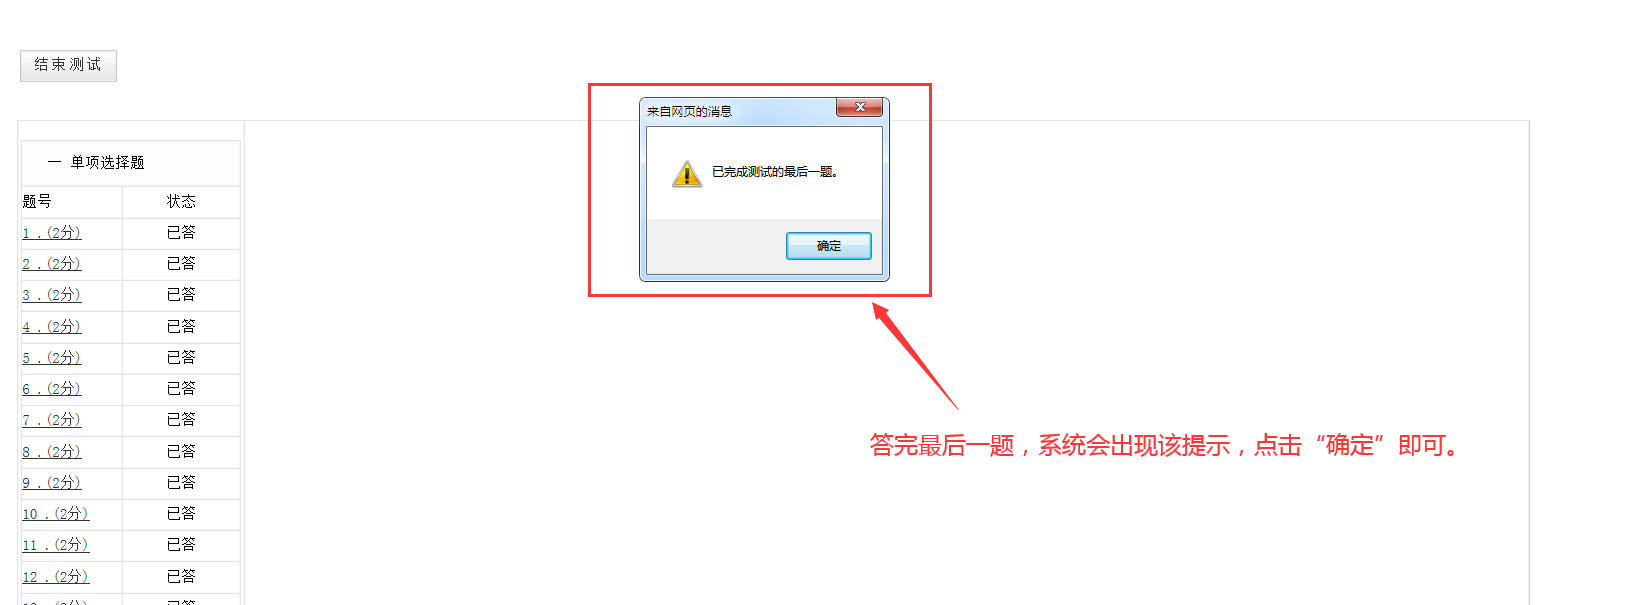 结束测试
来自网页的消息
已完成测试的最后一题。
确定
一 单项选择题
题号 状态
1 .(2分) 已答
2 .(2分) 已答
3 .(2分) 已答
4 .(2分) 已答
5 .(2分) 已答
6 .(2分) 已答
7 .(2分) 已答
8 .(2分) 已答
9 .(2分) 已答
10 .(2分) 已答
11 .(2分) 已答
12 .(2分) 已答
答完最后一题，系统会出现该提示，点击“确定”即可。